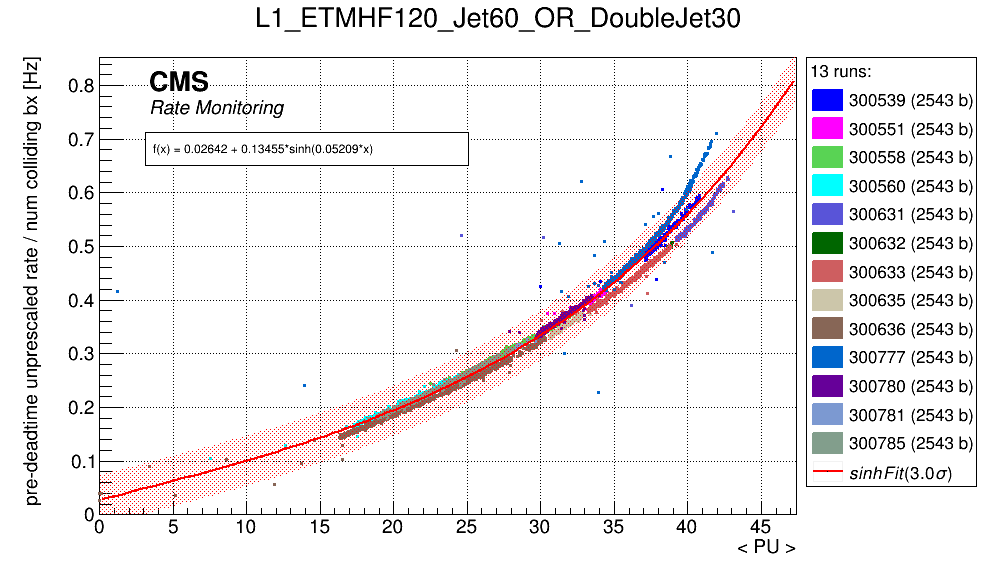 L1_ETMHF120_Jet60_OR_DoubleJet30
pre-deadtime unprescaled rate / num colliding bx [Hz]
CMS
Rate Monitoring
f(x) = 0.02642 + 0.13455*sinh(0.05209*x)
0.8
0.7
0.6
0.5
0.4
0.3
0.2
0.1
0
0 5 10 15 20 25 30 35 40 45
< PU >
13 runs:
300539 (2543 b)
300551 (2543 b)
300558 (2543 b)
300560 (2543 b)
300631 (2543 b)
300632 (2543 b)
300633 (2543 b)
300635 (2543 b)
300636 (2543 b)
300777 (2543 b)
300780 (2543 b)
300781 (2543 b)
300785 (2543 b)
sinhFit(3.0σ)